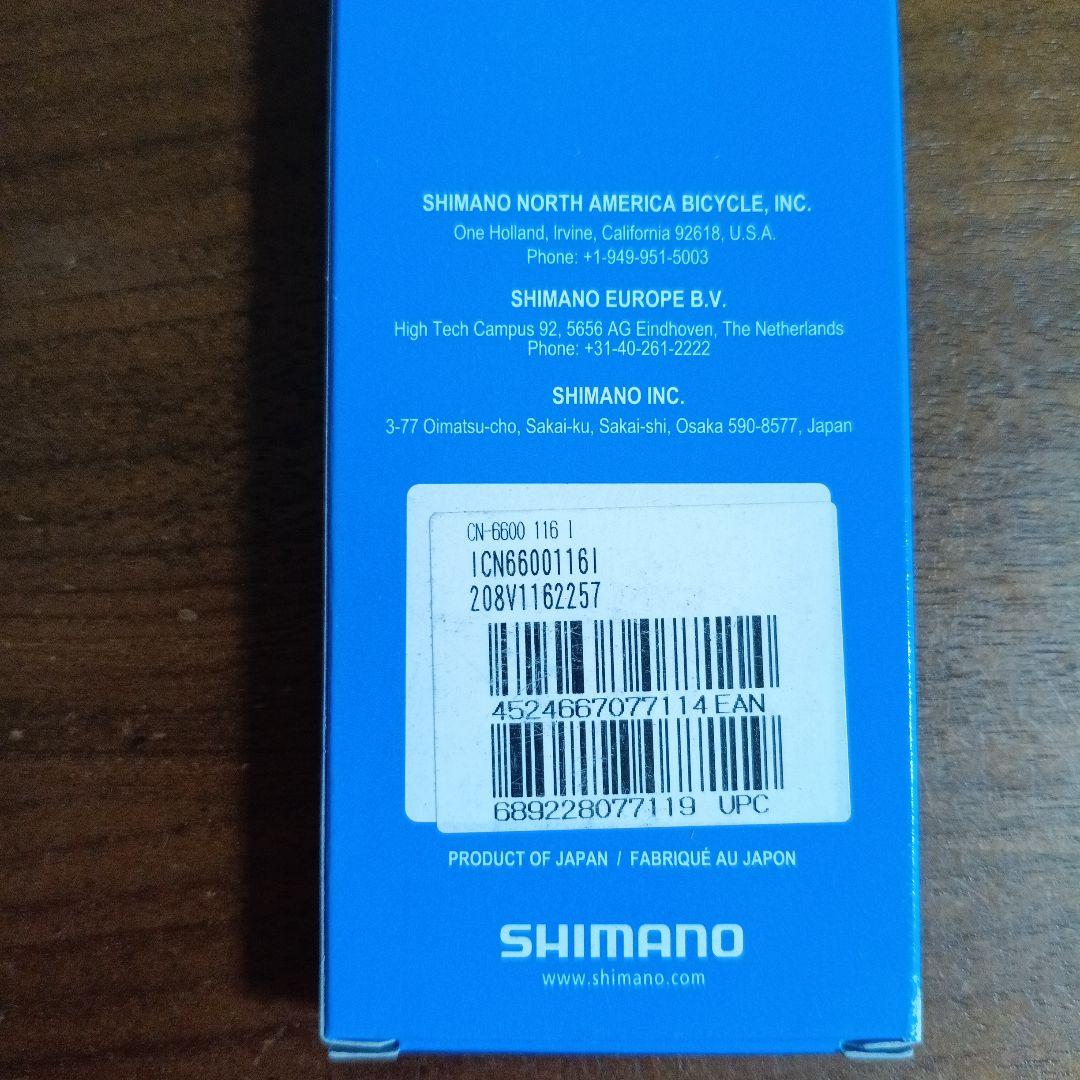 SHIMANO NORTH AMERICA BICYCLE, INC.
One Holland, Irvine, California 92618, U.S.A.
Phone: +1-949-951-5003
SHIMANO EUROPE B.V.
High Tech Campus 92, 5656 AG Eindhoven, The Netherlands
Phone: +31-40-261-2222
SHIMANO INC.
3-77 Oimatsu-cho, Sakai-ku, Sakai-shi, Osaka 590-8577, Japan
CN-6600 116 I
ICN6600116I
208V1162257
4524667077114 EAN
689228077119 UPC
PRODUCT OF JAPAN / FABRIQUÉ AU JAPON
SHIMANO
www.shimano.com